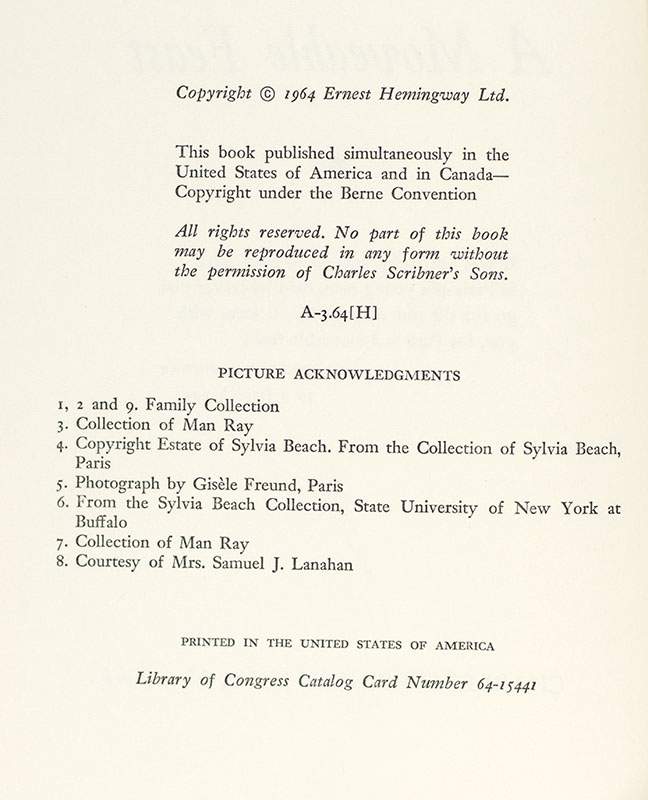 Copyright © 1964 Ernest Hemingway Ltd.
This book published simultaneously in the
United States of America and in Canada—
Copyright under the Berne Convention
All rights reserved. No part of this book
may be reproduced in any form without
the permission of Charles Scribner's Sons.
A-3.64[H]
PICTURE ACKNOWLEDGMENTS
1, 2 and 9. Family Collection
3. Collection of Man Ray
4. Copyright Estate of Sylvia Beach. From the Collection of Sylvia Beach,
Paris
5. Photograph by Gisèle Freund, Paris
6. From the Sylvia Beach Collection, State University of New York at
Buffalo
7. Collection of Man Ray
8. Courtesy of Mrs. Samuel J. Lanahan
PRINTED IN THE UNITED STATES OF AMERICA
Library of Congress Catalog Card Number 64-15441